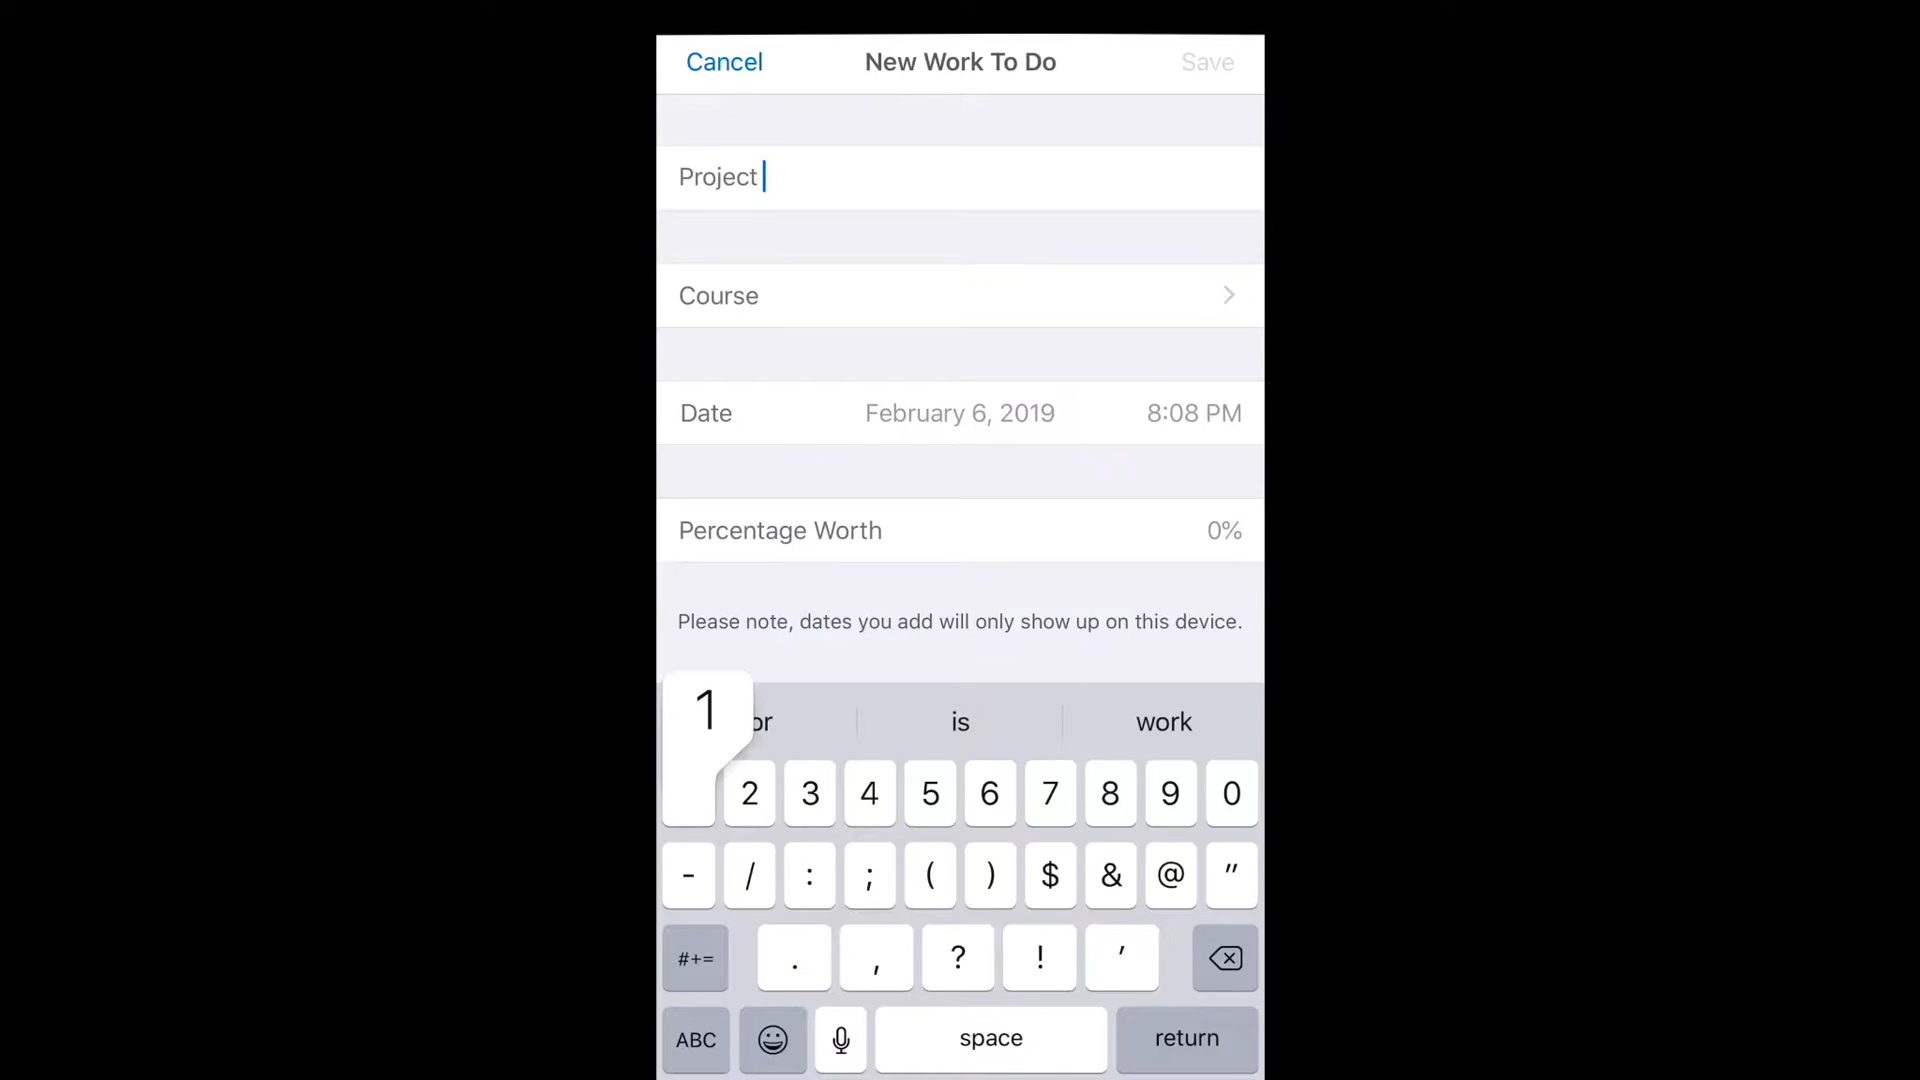 Cancel New Work To Do Save
Project
Course
Date February 6, 2019 8:08 PM
Percentage Worth 0%
Please note, dates you add will only show up on this device.
is work
1 2 3 4 5 6 7 8 9 0
- / : ; ( ) $ & @ "
#+= . , ? ! '
ABC space return